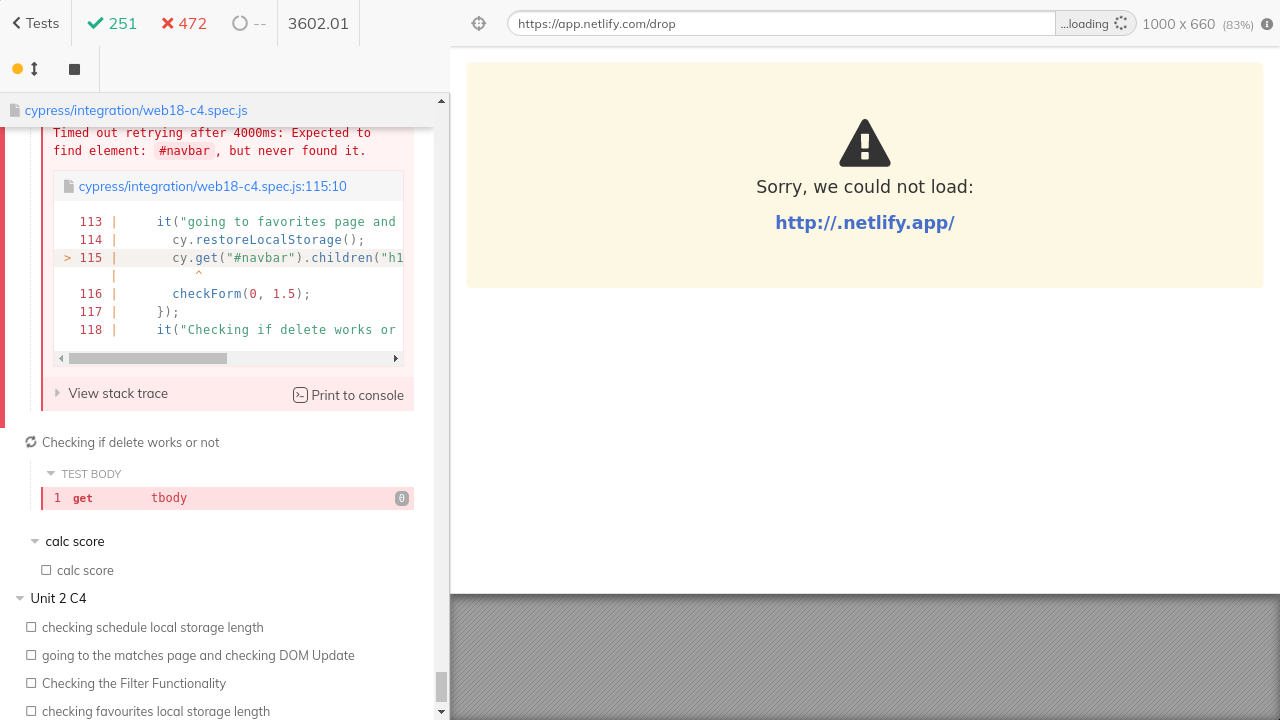 Tests
251
472
--
3602.01
https://app.netlify.com/drop
...loading
1000 x 660 (83%)
cypress/integration/web18-c4.spec.js
Timed out retrying after 4000ms: Expected to
find element: #navbar, but never found it.
cypress/integration/web18-c4.spec.js:115:10
113 | it("going to favorites page and
114 | cy.restoreLocalStorage();
> 115 | cy.get("#navbar").children("h1
| ^
116 | checkForm(0, 1.5);
117 | });
118 | it("Checking if delete works or
View stack trace
Print to console
Checking if delete works or not
TEST BODY
1 get tbody 0
calc score
calc score
Unit 2 C4
checking schedule local storage length
going to the matches page and checking DOM Update
Checking the Filter Functionality
checking favourites local storage length
Sorry, we could not load:
http://.netlify.app/